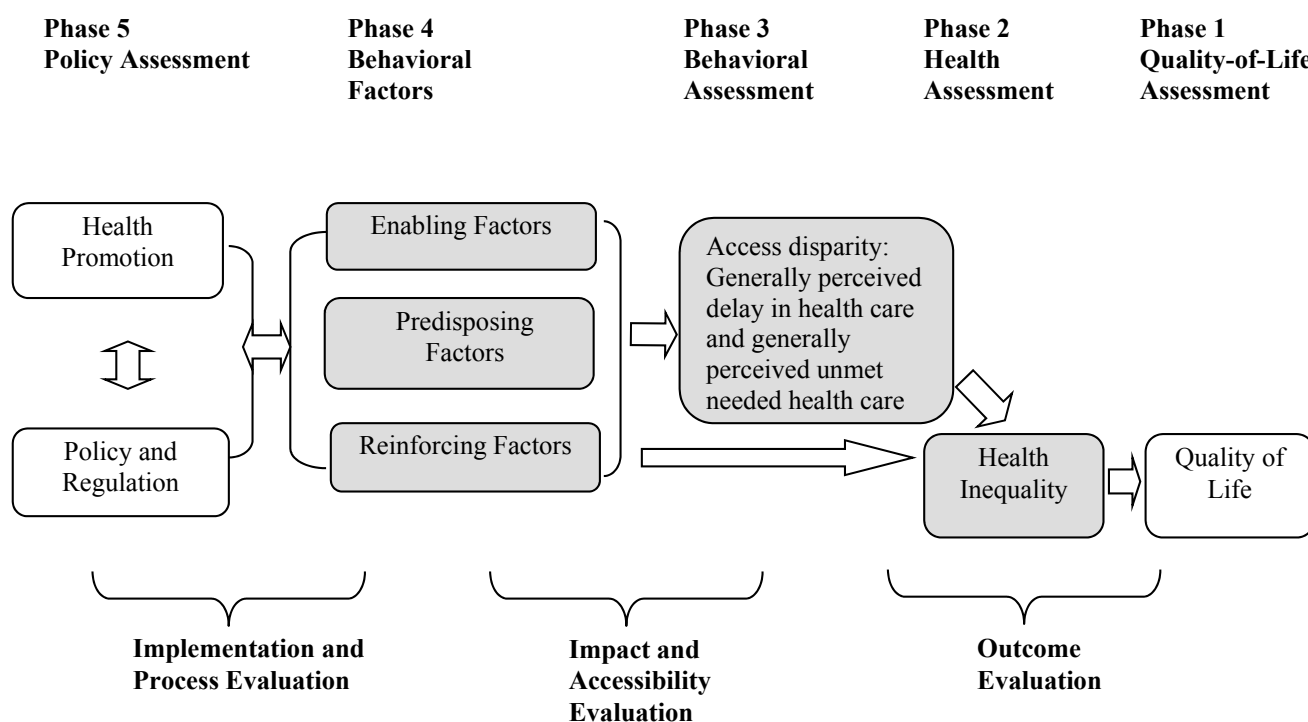 Phase 5
Policy Assessment
Phase 4
Behavioral
Factors
Phase 3
Behavioral
Assessment
Phase 2
Health
Assessment
Phase 1
Quality-of-Life
Assessment
Health
Promotion
Policy and
Regulation
Enabling Factors
Predisposing
Factors
Reinforcing Factors
Access disparity:
Generally perceived
delay in health care
and generally
perceived unmet
needed health care
Health
Inequality
Quality of
Life
Implementation and
Process Evaluation
Impact and
Accessibility
Evaluation
Outcome
Evaluation